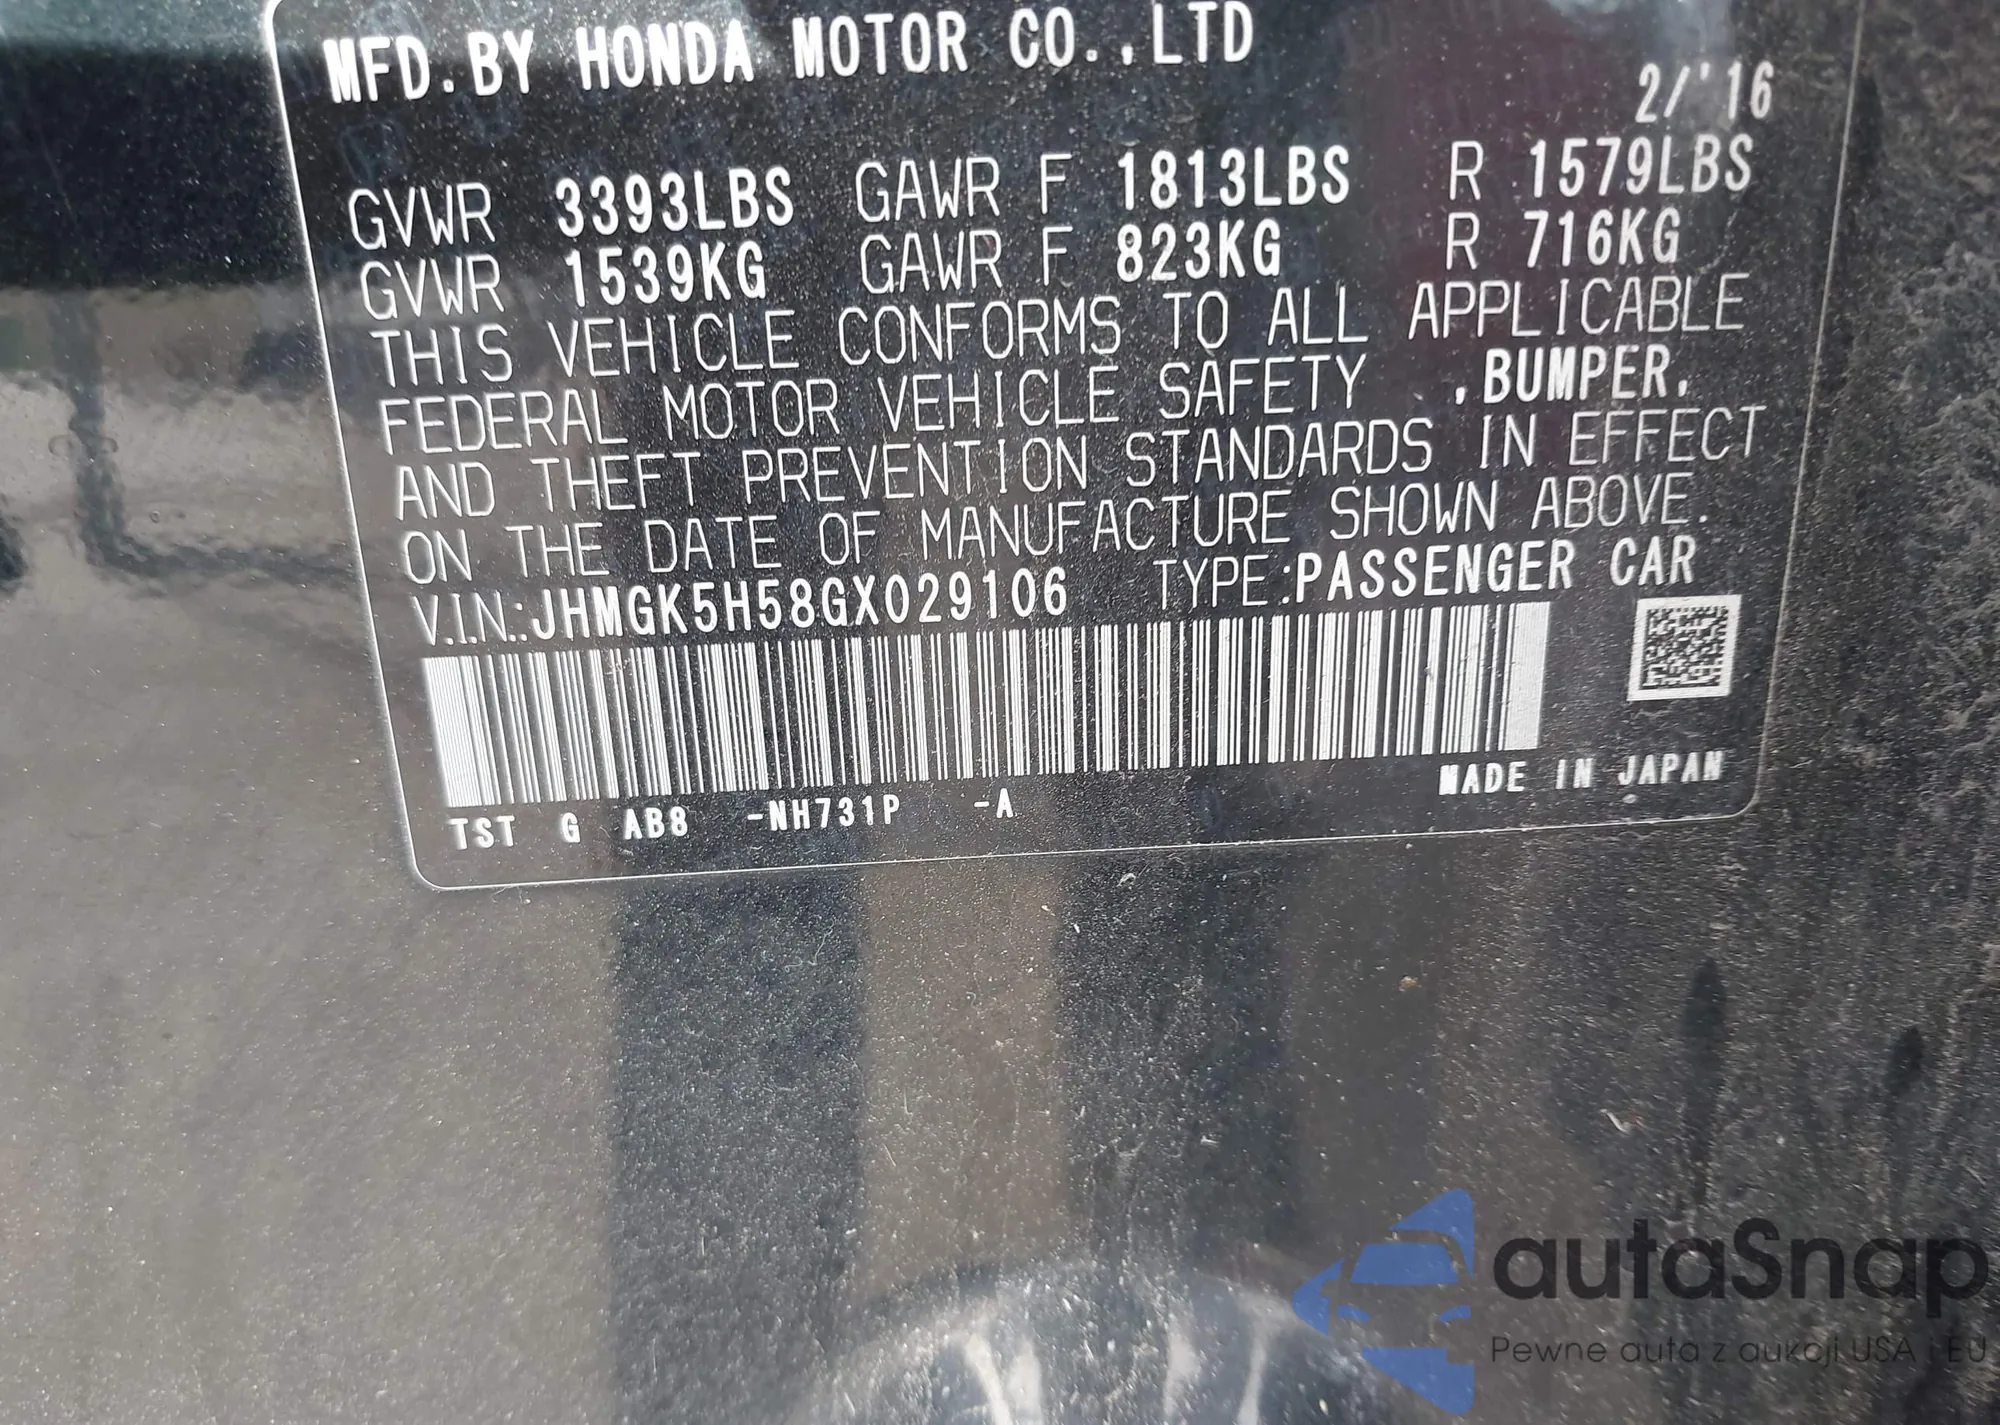 MFD.BY HONDA MOTOR CO.,LTD
2/'16
GVWR 3393LBS GAWR F 1813LBS R 1579LBS
GVWR 1539KG GAWR F 823KG R 716KG
THIS VEHICLE CONFORMS TO ALL APPLICABLE
FEDERAL MOTOR VEHICLE SAFETY ,BUMPER,
AND THEFT PREVENTION STANDARDS IN EFFECT
ON THE DATE OF MANUFACTURE SHOWN ABOVE.
V.I.N.:JHMGK5H58GX029106 TYPE:PASSENGER CAR
MADE IN JAPAN
TST G AB8 -NH731P -A
autaSnap
Pewne auta z aukcji USA i EU